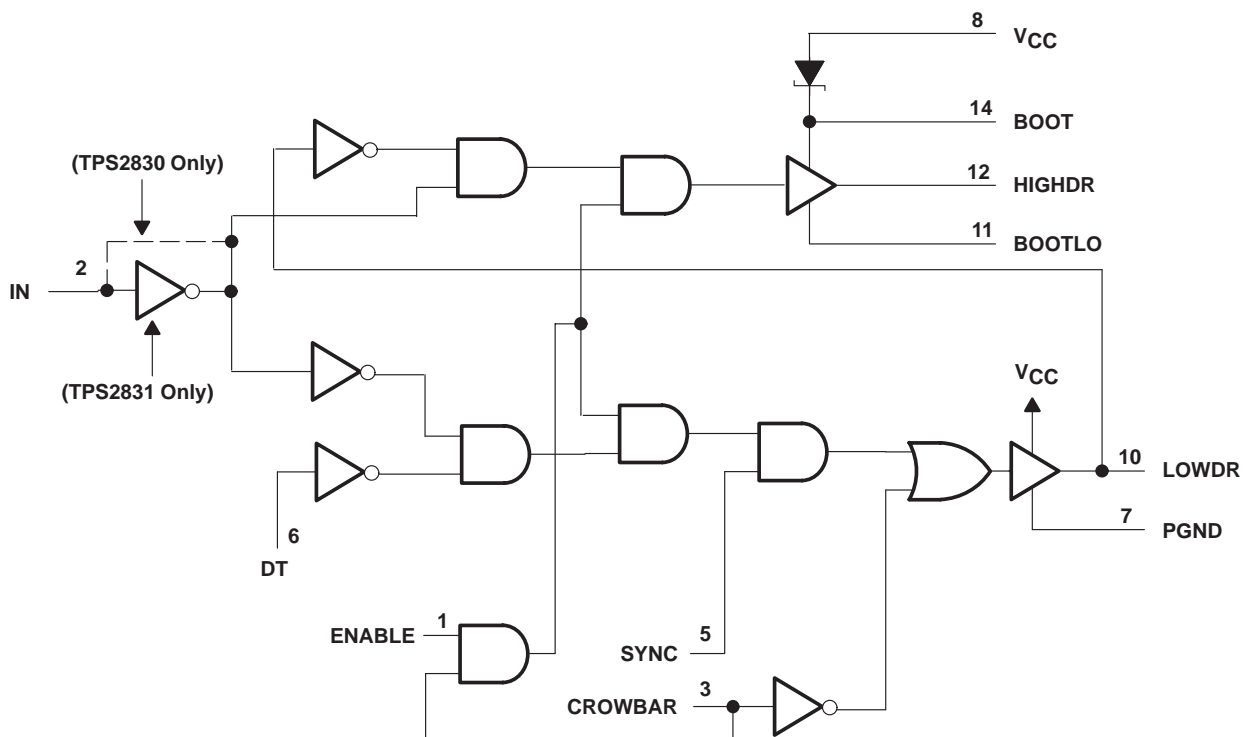 8 VCC
14 BOOT
(TPS2830 Only)
12 HIGHDR
11 BOOTLO
2
IN
(TPS2831 Only)
VCC
10 LOWDR
7 PGND
6
DT
1
ENABLE
5
SYNC
3
CROWBAR